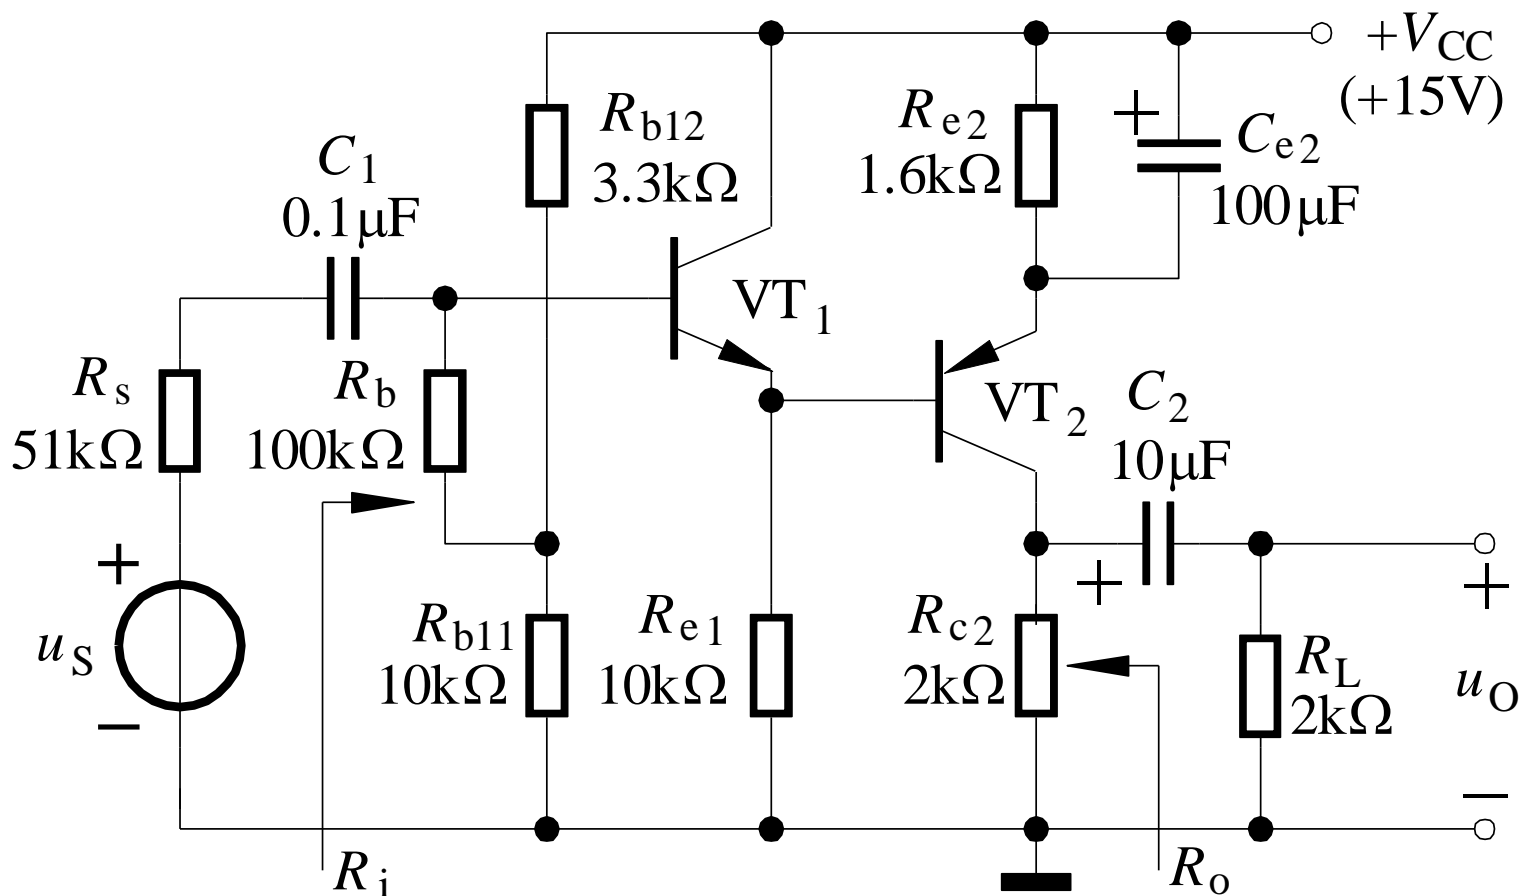 +V_CC
(+15V)
R_b12
3.3kΩ
R_e2
1.6kΩ
+
C_e2
100μF
C_1
0.1μF
VT_1
R_s
51kΩ
R_b
100kΩ
VT_2
C_2
10μF
+
+
u_S
−
R_b11
10kΩ
R_e1
10kΩ
R_c2
2kΩ
R_L
2kΩ
+
u_O
−
R_i
R_o